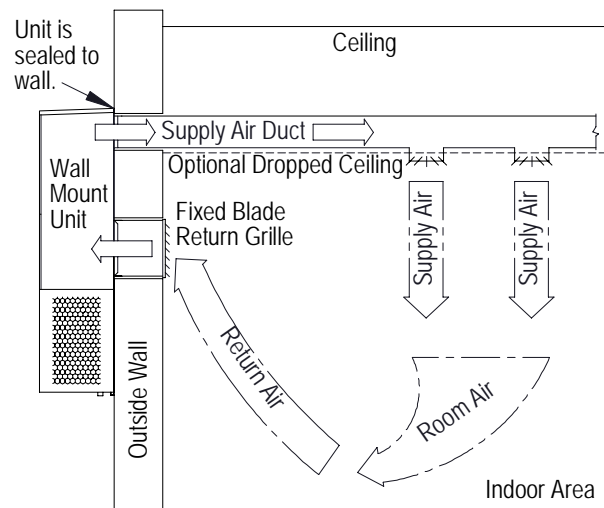 Unit is
sealed to
wall.
Ceiling
Supply Air Duct
Optional Dropped Ceiling
Wall
Mount
Unit
Fixed Blade
Return Grille
Supply Air
Supply Air
Return Air
Room Air
Outside Wall
Indoor Area